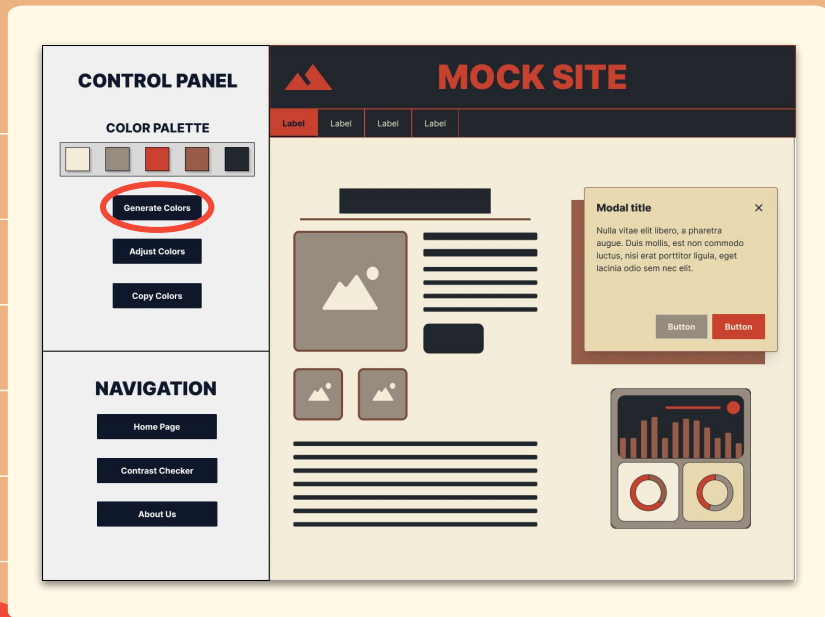 CONTROL PANEL
COLOR PALETTE
Generate Colors
Adjust Colors
Copy Colors
NAVIGATION
Home Page
Contrast Checker
About Us
MOCK SITE
Label
Label
Label
Label
Modal title
Nulla vitae elit libero, a pharetra
augue. Duis mollis, est non commodo
luctus, nisi erat porttitor ligula, eget
lacinia odio sem nec elit.
Button
Button